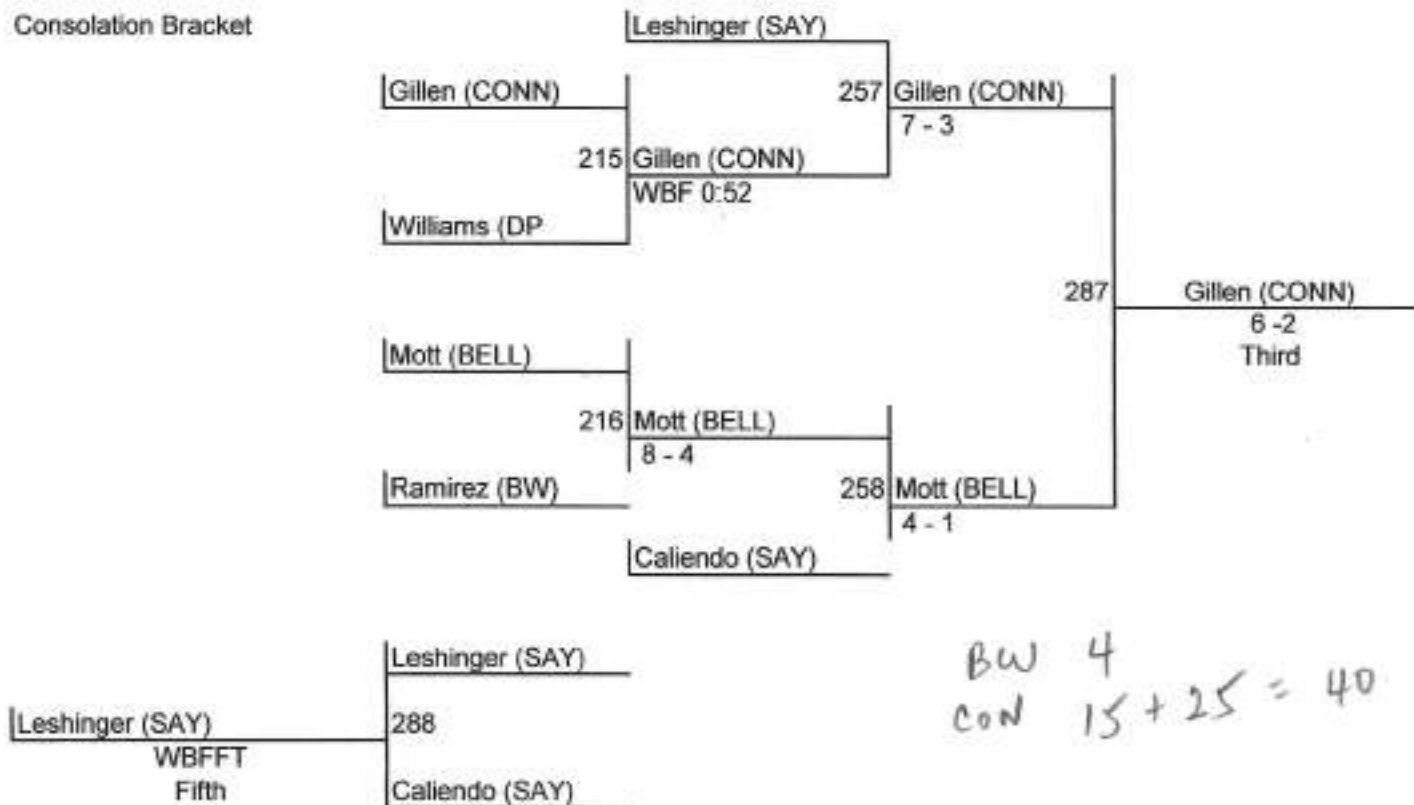 Consolation Bracket
Leshinger (SAY)
Gillen (CONN)
257 Gillen (CONN)
7 - 3
215 Gillen (CONN)
WBF 0:52
Williams (DP
287
Gillen (CONN)
6 -2
Third
Mott (BELL)
216 Mott (BELL)
8 - 4
Ramirez (BW)
258 Mott (BELL)
4 - 1
Caliendo (SAY)
Leshinger (SAY)
Leshinger (SAY)
288
WBFFT
Fifth
Caliendo (SAY)
BW 4
CON 15 + 25 = 40